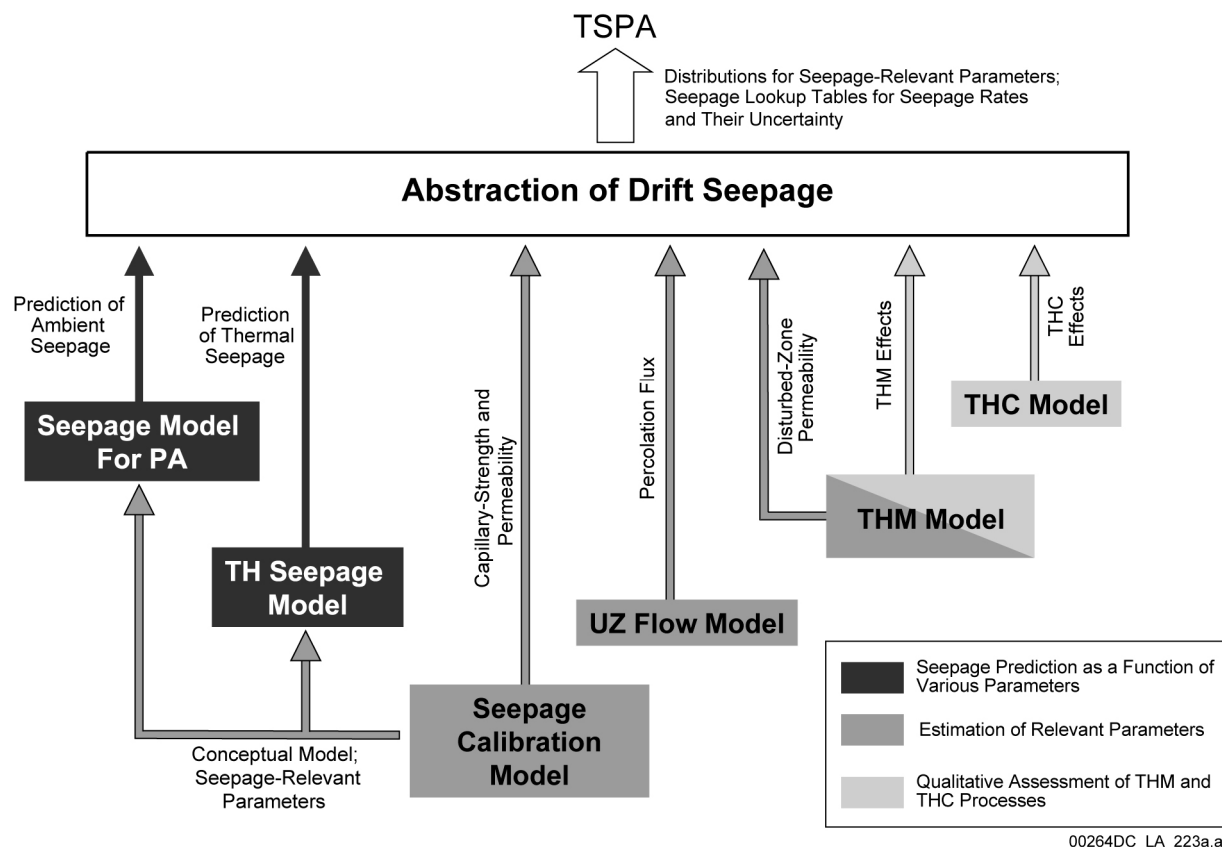 TSPA
Distributions for Seepage-Relevant Parameters;
Seepage Lookup Tables for Seepage Rates
and Their Uncertainty
Abstraction of Drift Seepage
Prediction of
Ambient
Seepage
Prediction
of Thermal
Seepage
Capillary-Strength and
Permeability
Percolation Flux
Disturbed-Zone
Permeability
THM Effects
THC
Effects
Seepage Model
For PA
TH Seepage
Model
Seepage
Calibration
Model
UZ Flow Model
THM Model
THC Model
Conceptual Model;
Seepage-Relevant
Parameters
Seepage Prediction as a Function of
Various Parameters
Estimation of Relevant Parameters
Qualitative Assessment of THM and
THC Processes
00264DC_LA_223a.a